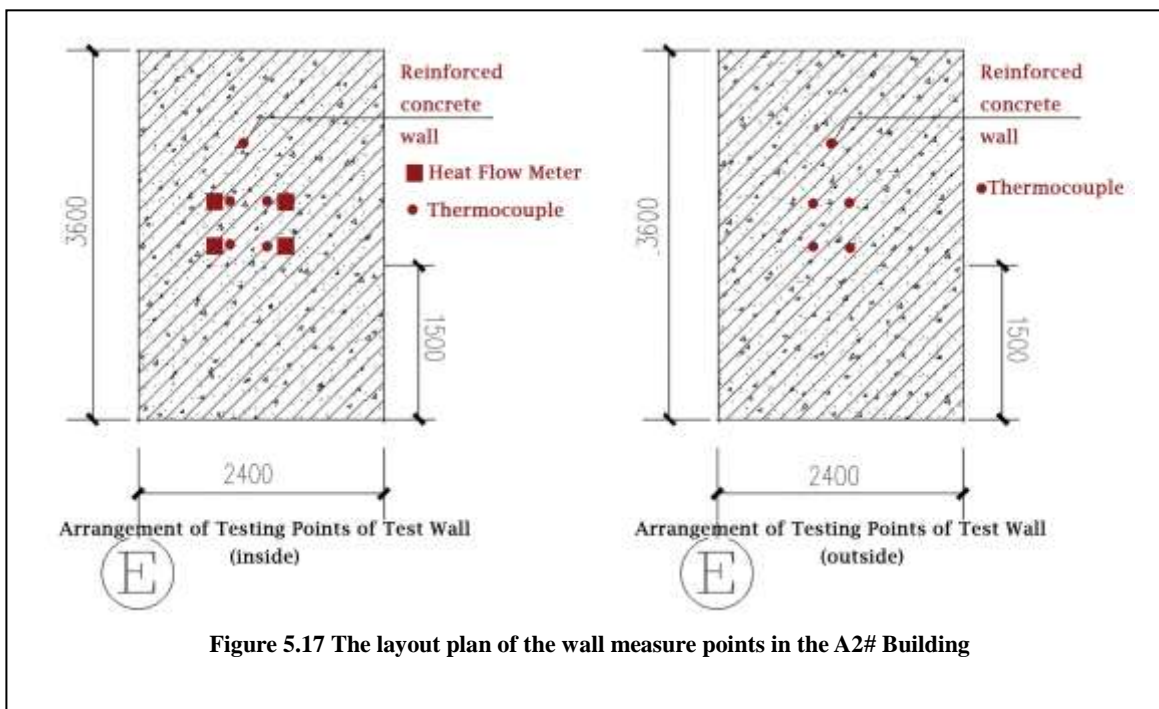 Reinforced
concrete
wall
Heat Flow Meter
Thermocouple
3600
1500
2400
Arrangement of Testing Points of Test Wall
(inside)
E
Reinforced
concrete
wall
Thermocouple
3600
1500
2400
Arrangement of Testing Points of Test Wall
(outside)
E
Figure 5.17 The layout plan of the wall measure points in the A2# Building